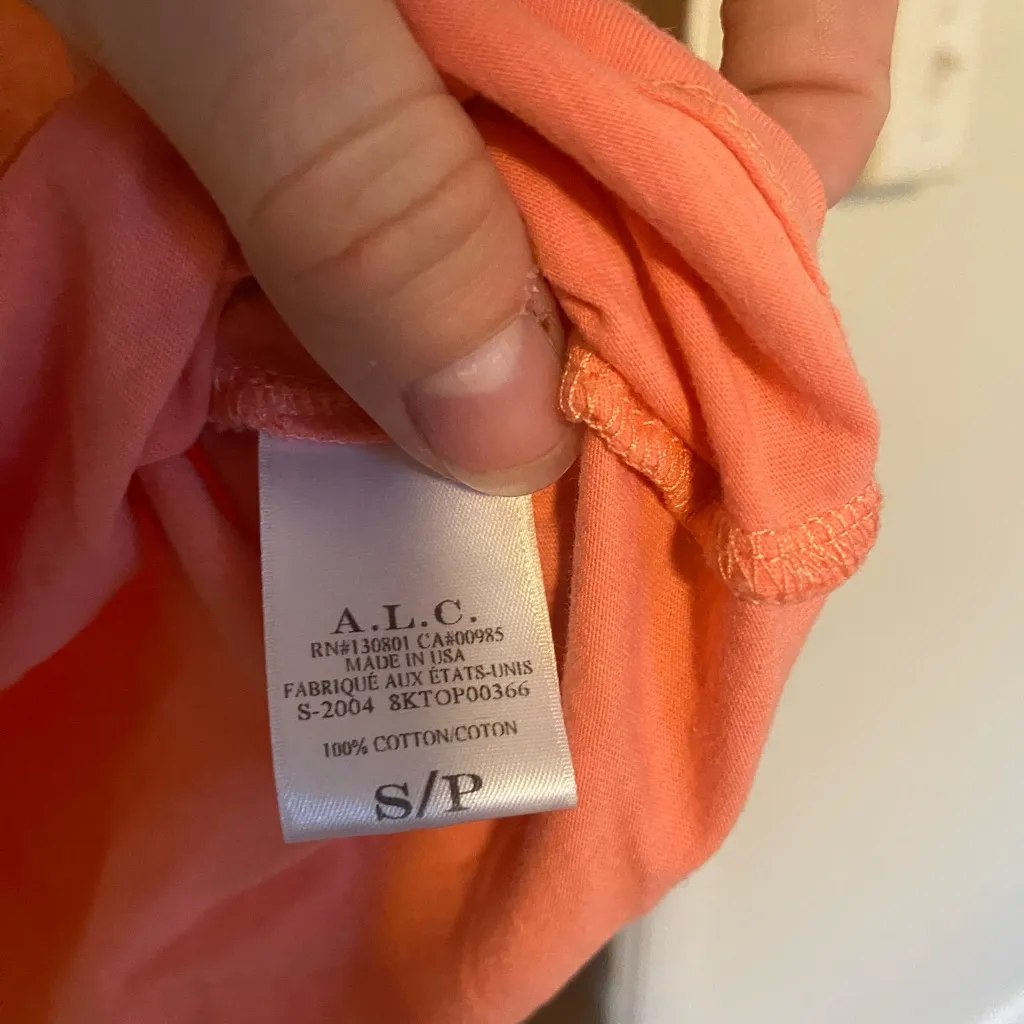 A.L.C.
RN#130801 CA#00985
MADE IN USA
FABRIQUÉ AUX ÉTATS-UNIS
S-2004 8KTOP00366
100% COTTON/COTON
S/P